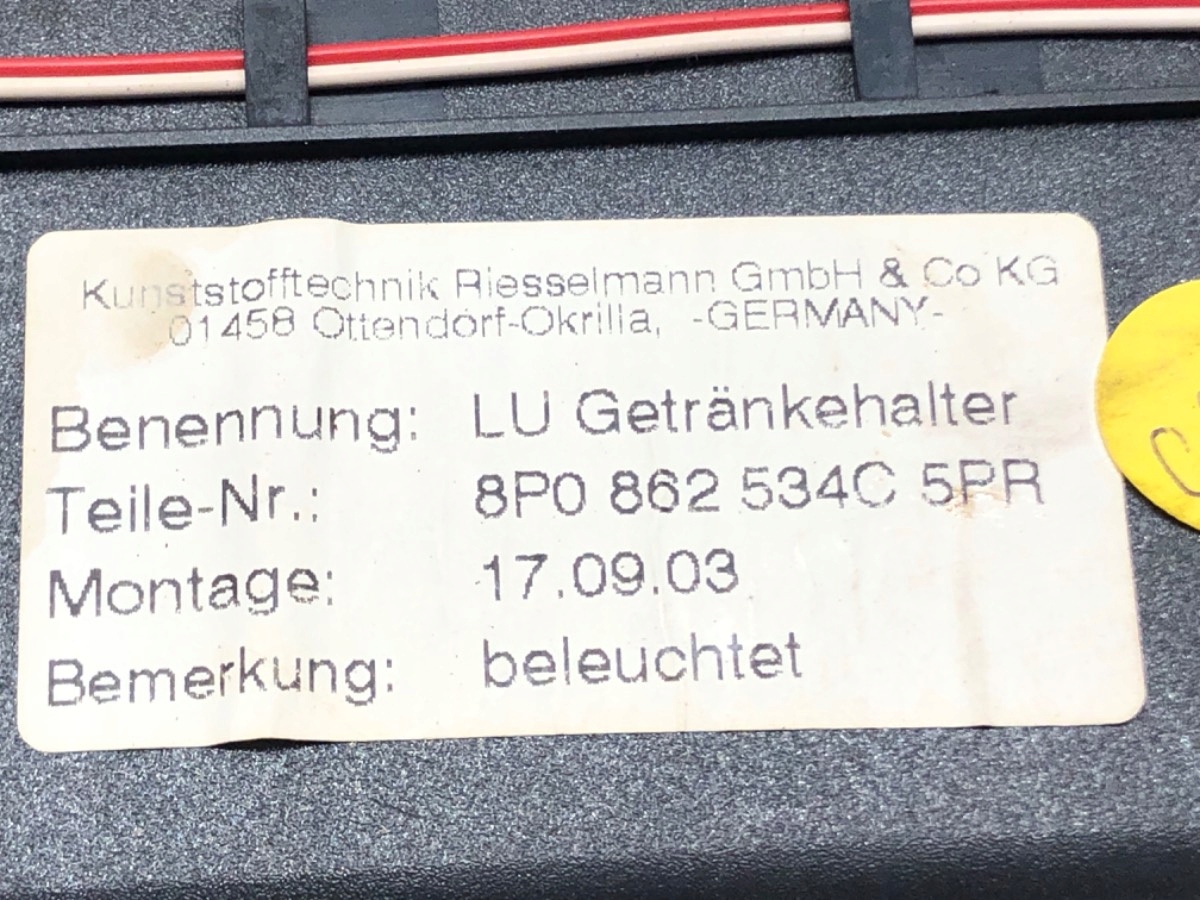 Kunststofftechnik Riesselmann GmbH & Co KG
01458 Ottendorf-Okrilla, -GERMANY-
Benennung: LU Getränkehalter
Teile-Nr.: 8P0 862 534C 5PR
Montage: 17.09.03
Bemerkung: beleuchtet